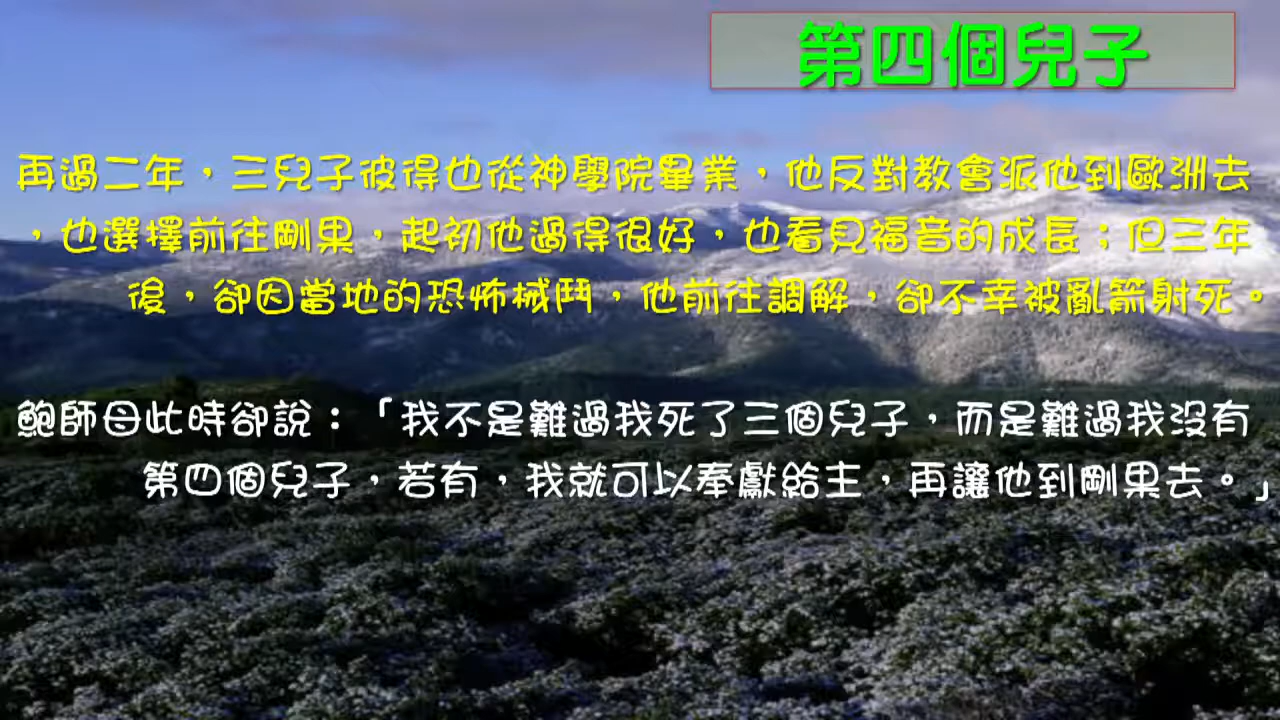 第四個兒子
再過二年，三兒子彼得也從神學院畢業，他反對教會派他到歐洲去
，也選擇前往剛果，起初他過得很好，也看見福音的成長；但三年
後，卻因當地的恐怖械鬥，他前往調解，卻不幸被亂箭射死。
鮑師母此時卻說：「我不是難過我死了三個兒子，而是難過我沒有
第四個兒子，若有，我就可以奉獻給主，再讓他到剛果去。」